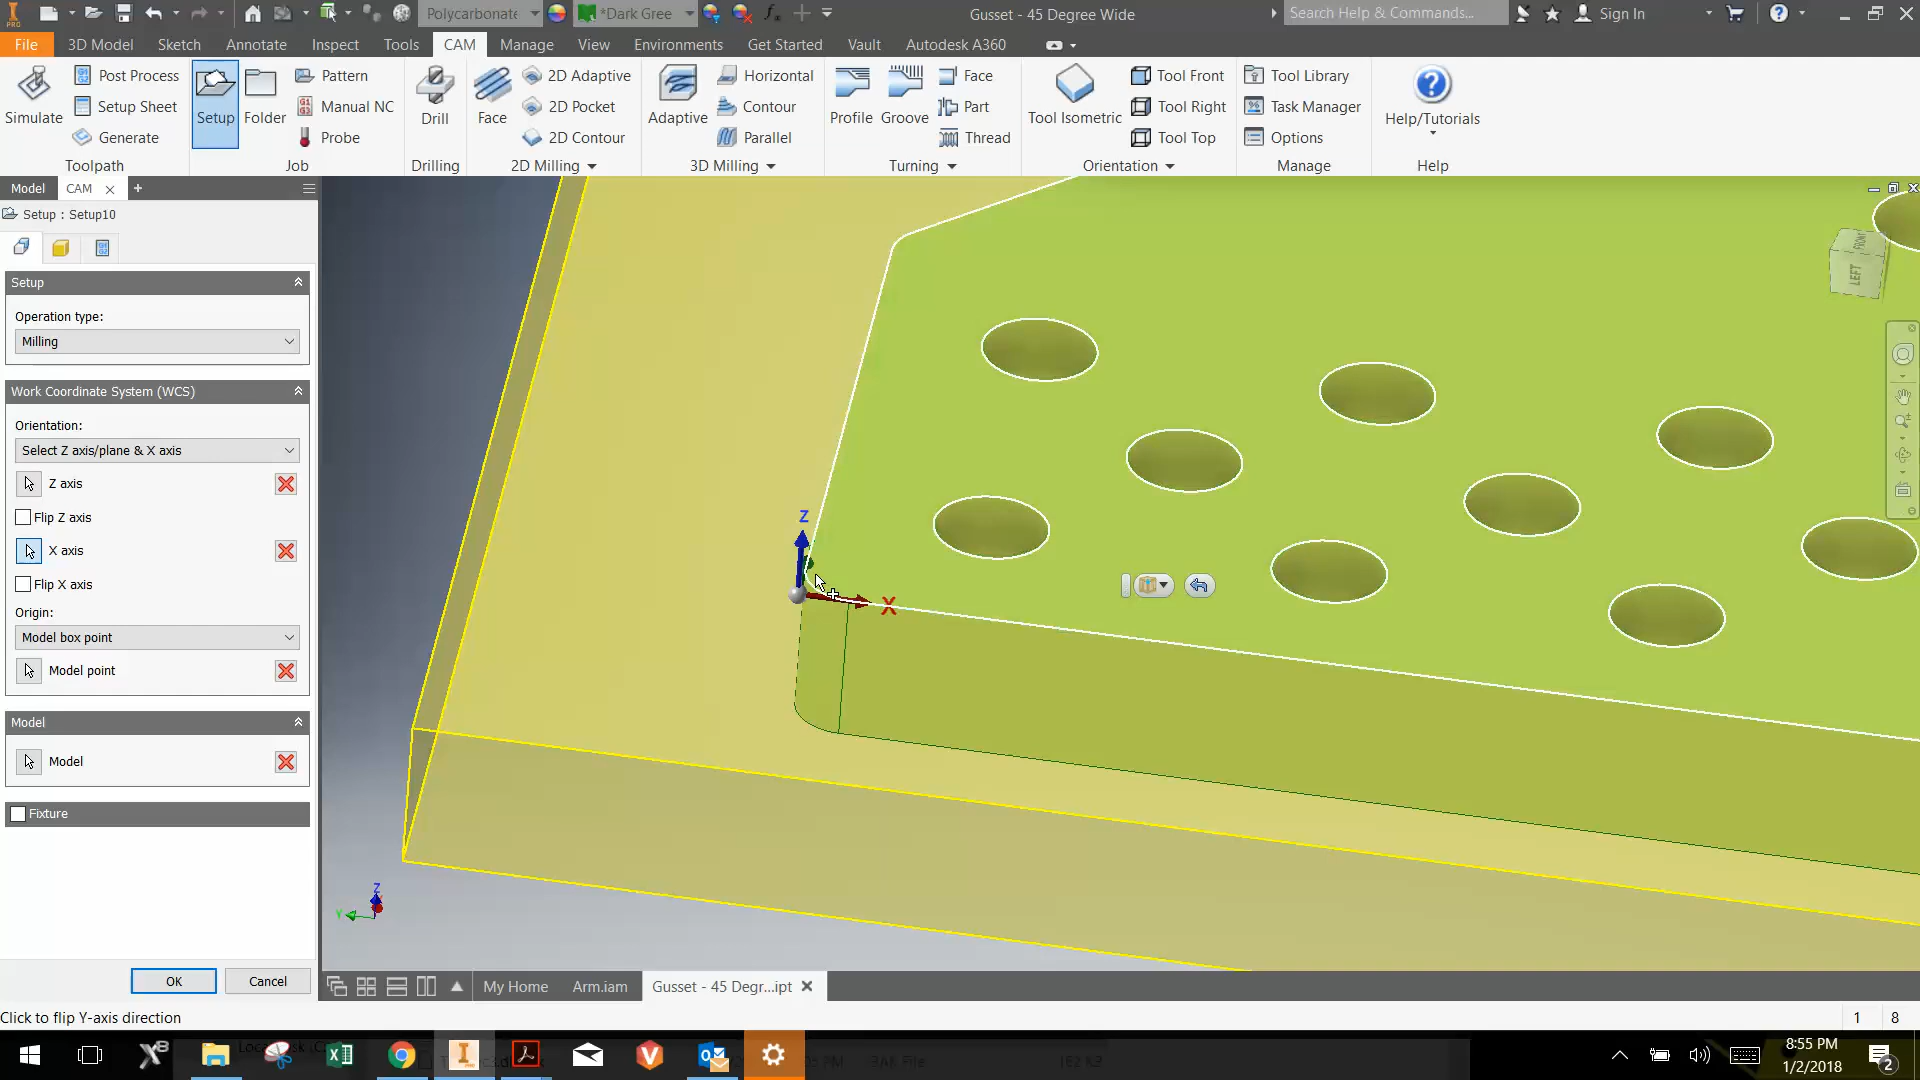 PRO
Polycarbonate
*Dark Gree
Gusset - 45 Degree Wide
Search Help & Commands...
Sign In
File
3D Model
Sketch
Annotate
Inspect
Tools
CAM
Manage
View
Environments
Get Started
Vault
Autodesk A360
Simulate
Post Process
Setup Sheet
Generate
Toolpath
Setup
Folder
Pattern
Manual NC
Probe
Job
Drill
Drilling
Face
2D Adaptive
2D Pocket
2D Contour
2D Milling
Adaptive
Horizontal
Contour
Parallel
3D Milling
Profile
Groove
Face
Part
Thread
Turning
Tool Isometric
Tool Front
Tool Right
Tool Top
Orientation
Tool Library
Task Manager
Options
Manage
Help/Tutorials
Help
Model
CAM
Setup : Setup10
Setup
Operation type:
Milling
Work Coordinate System (WCS)
Orientation:
Select Z axis/plane & X axis
Z axis
Flip Z axis
X axis
Flip X axis
Origin:
Model box point
Model point
Model
Model
Fixture
OK
Cancel
Z
X
FRONT
LEFT
Z
Y
My Home
Arm.iam
Gusset - 45 Degr...ipt
Click to flip Y-axis direction
1
8
8:55 PM
1/2/2018
2